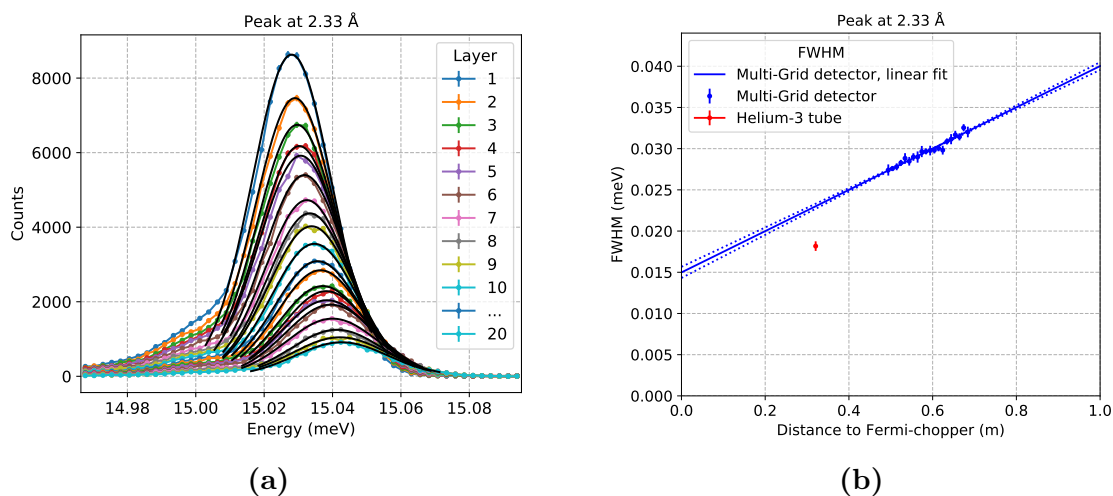 Peak at 2.33 Å
Counts
8000
6000
4000
2000
0
14.98
15.00
15.02
15.04
15.06
15.08
Energy (meV)
Layer
1
2
3
4
5
6
7
8
9
10
...
20
(a)
Peak at 2.33 Å
FWHM (meV)
0.040
0.035
0.030
0.025
0.020
0.015
0.010
0.005
0.000
0.0
0.2
0.4
0.6
0.8
1.0
Distance to Fermi-chopper (m)
FWHM
Multi-Grid detector, linear fit
Multi-Grid detector
Helium-3 tube
(b)